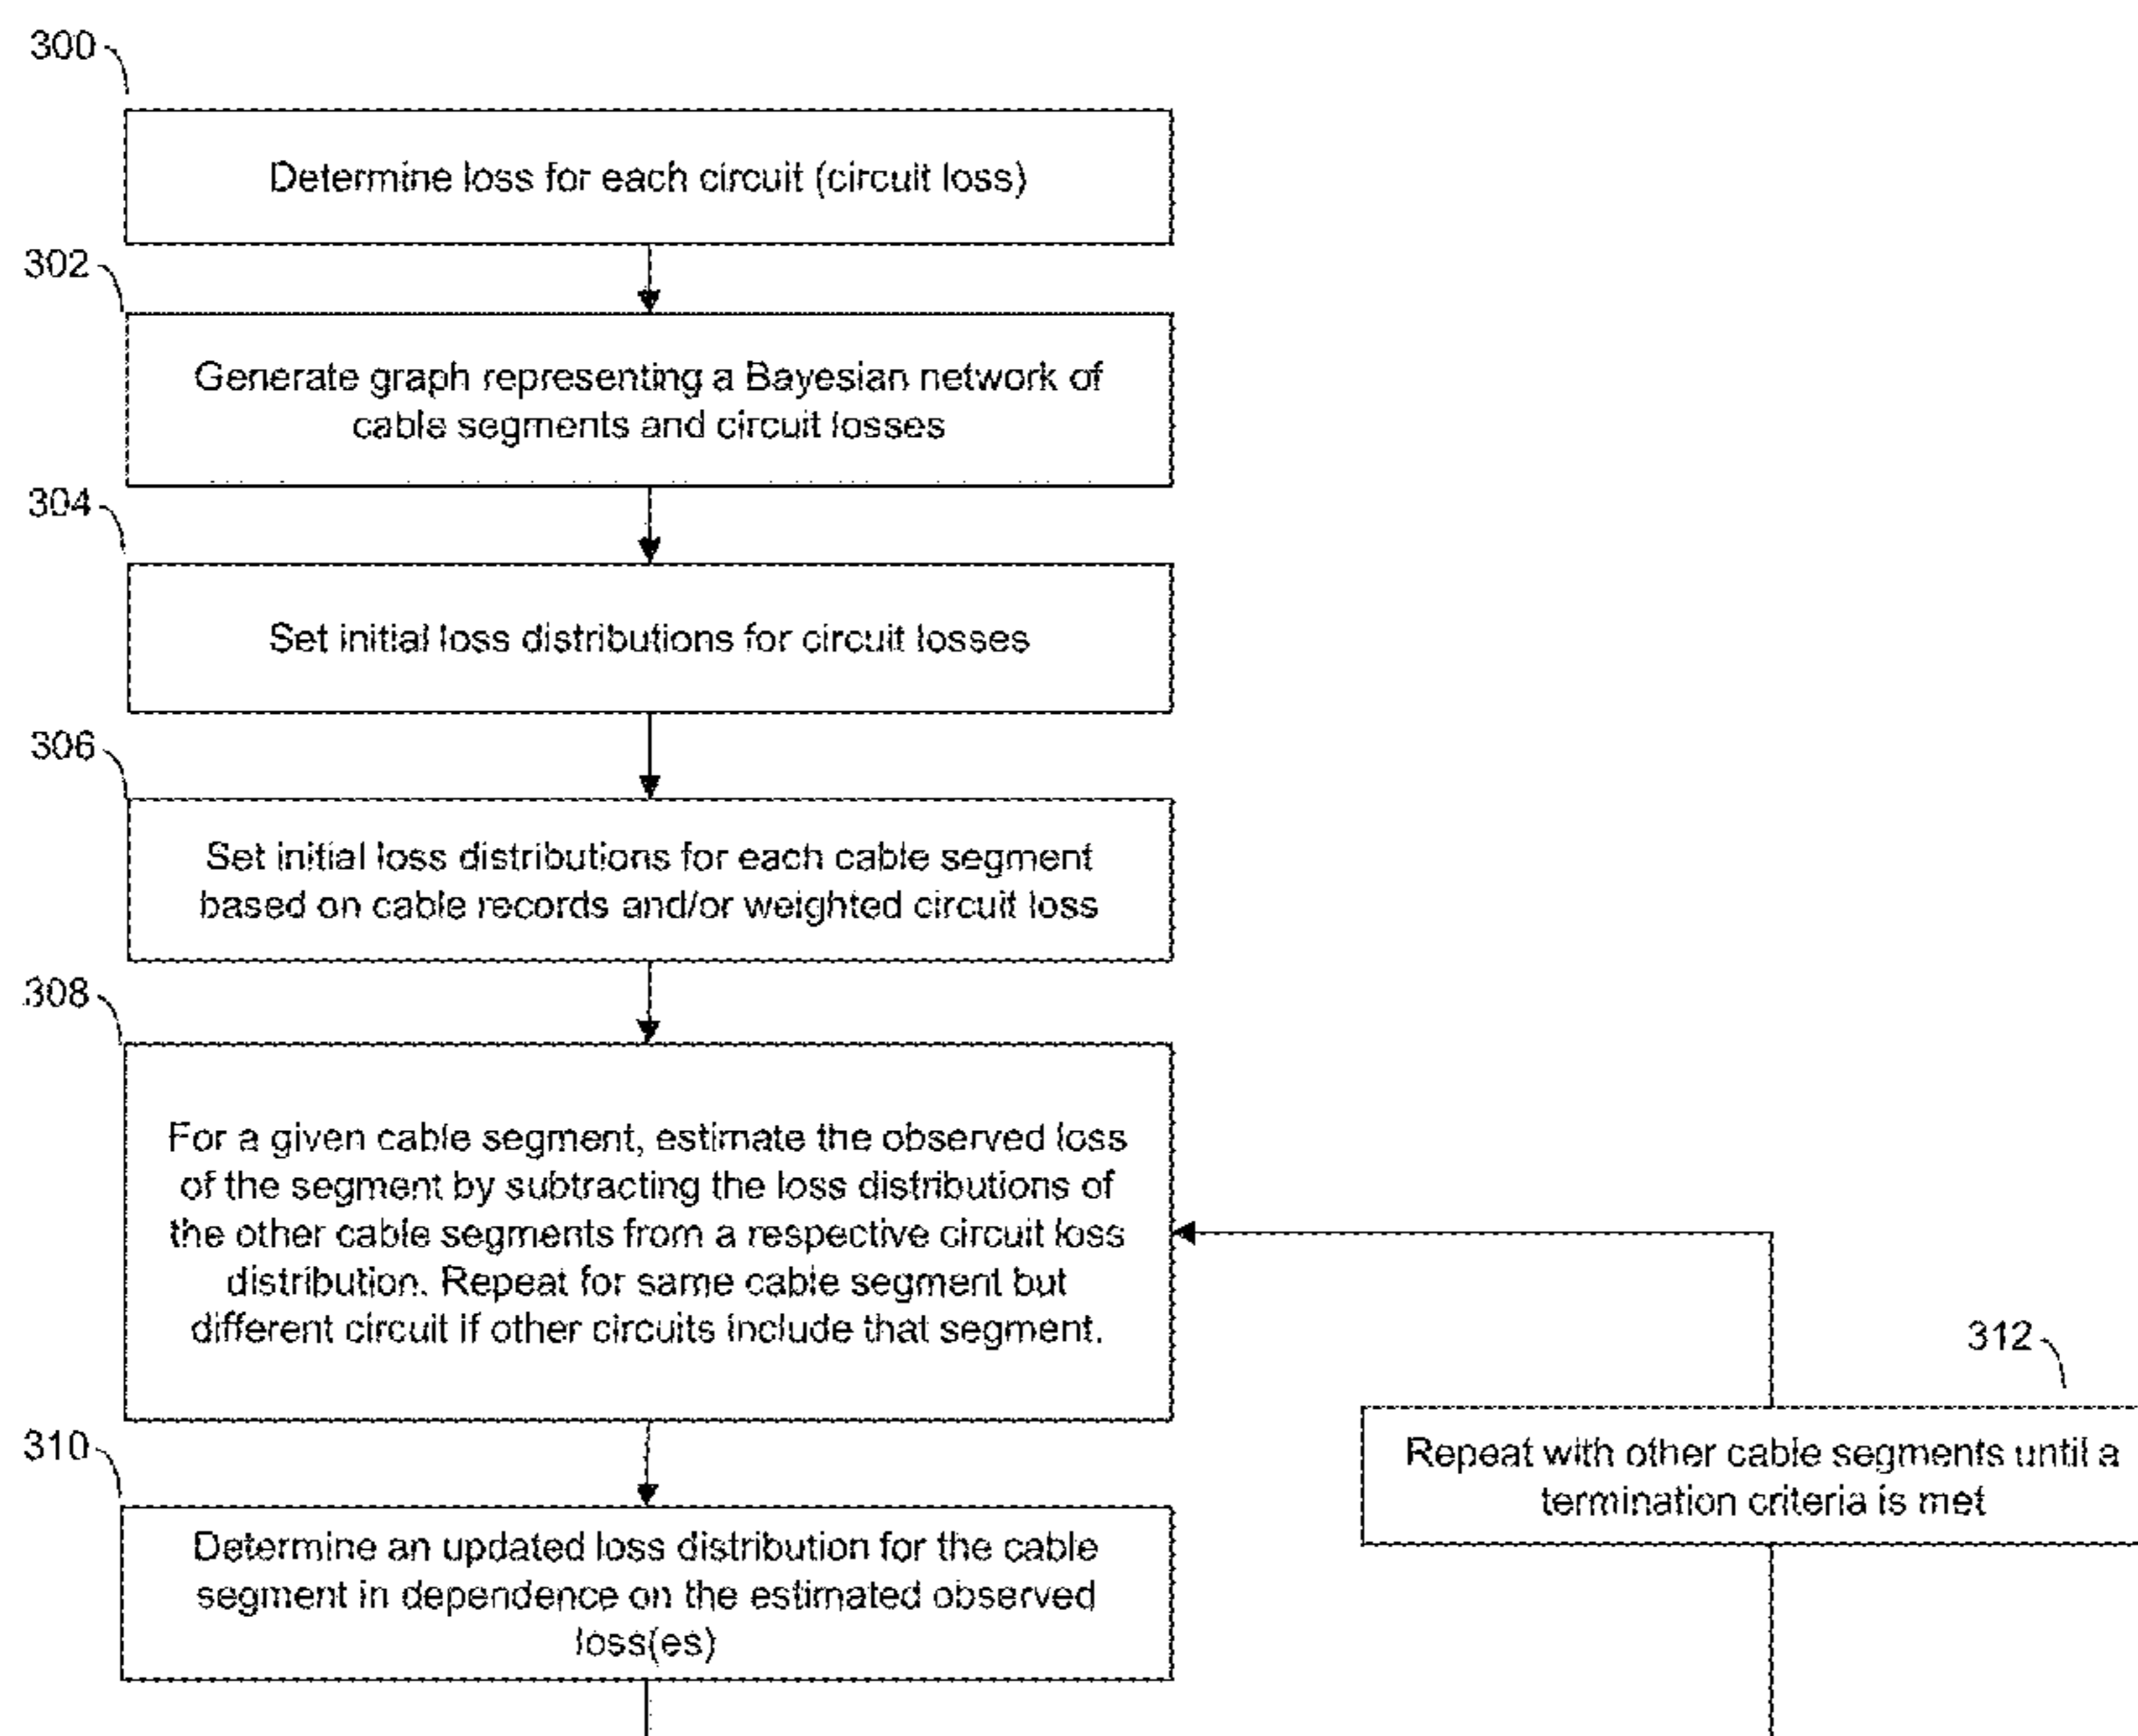 300
Determine loss for each circuit (circuit loss)
302
Generate graph representing a Bayesian network of
cable segments and circuit losses
304
Set initial loss distributions for circuit losses
306
Set initial loss distributions for each cable segment
based on cable records and/or weighted circuit loss
308
For a given cable segment, estimate the observed loss
of the segment by subtracting the loss distributions of
the other cable segments from a respective circuit loss
distribution. Repeat for same cable segment but
different circuit if other circuits include that segment.
312
Repeat with other cable segments until a
termination criteria is met
310
Determine an updated loss distribution for the cable
segment in dependence on the estimated observed
loss(es)